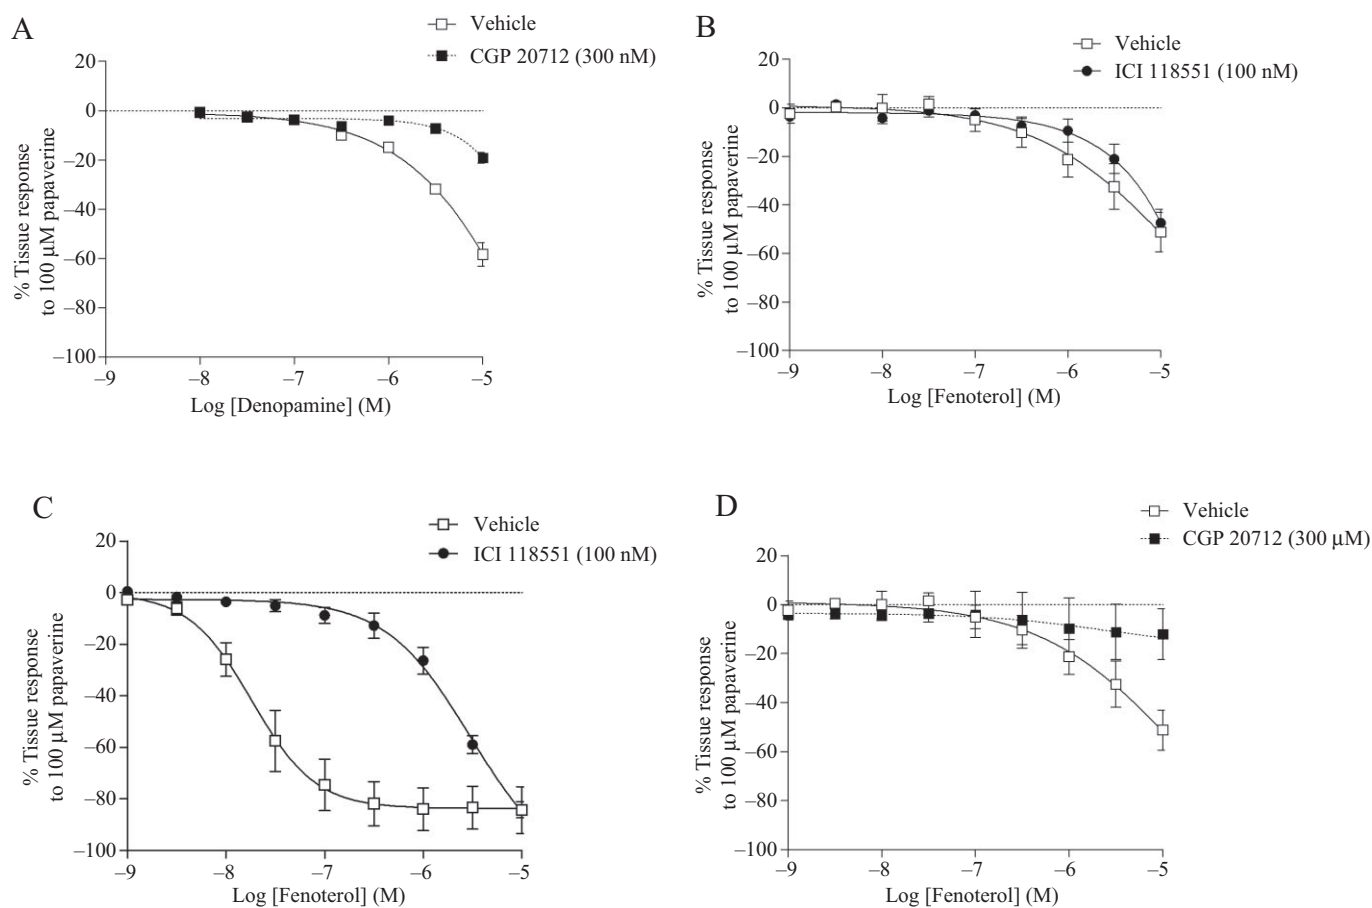 A
Vehicle
CGP 20712 (300 nM)
20
0
–20
–40
–60
–80
–100
% Tissue response
to 100 µM papaverine
–9
–8
–7
–6
–5
Log [Denopamine] (M)
B
Vehicle
ICI 118551 (100 nM)
20
0
–20
–40
–60
–80
–100
% Tissue response
to 100 µM papaverine
–9
–8
–7
–6
–5
Log [Fenoterol] (M)
C
Vehicle
ICI 118551 (100 nM)
20
0
–20
–40
–60
–80
–100
% Tissue response
to 100 µM papaverine
–9
–8
–7
–6
–5
Log [Fenoterol] (M)
D
Vehicle
CGP 20712 (300 µM)
20
0
–20
–40
–60
–80
–100
% Tissue response
to 100 µM papaverine
–9
–8
–7
–6
–5
Log [Fenoterol] (M)